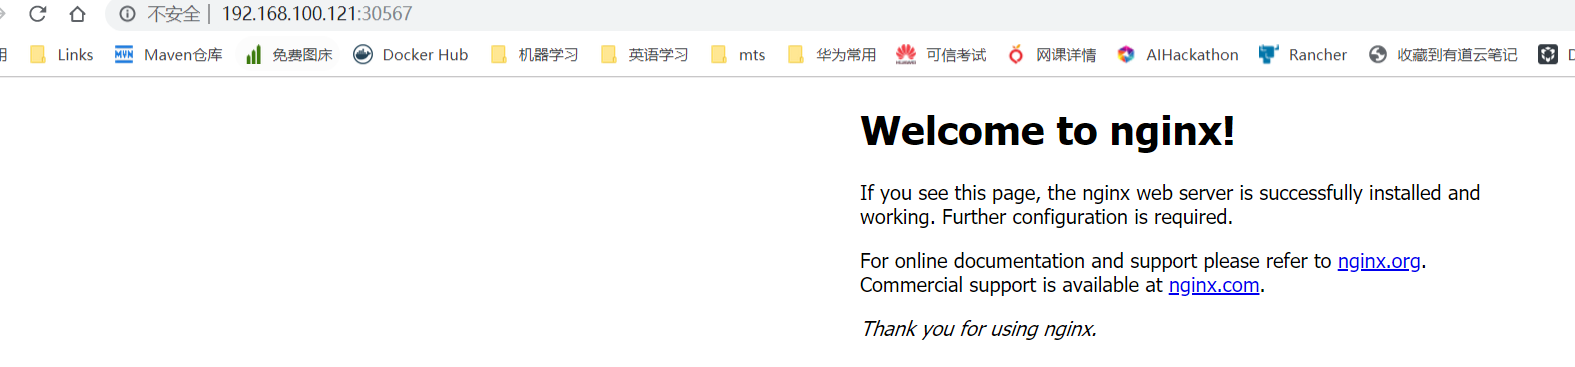 不安全 | 192.168.100.121:30567
用 Links Maven仓库 免费图床 Docker Hub 机器学习 英语学习 mts 华为常用 可信考试 网课详情 AIHackathon Rancher 收藏到有道云笔记 D
Welcome to nginx!
If you see this page, the nginx web server is successfully installed and
working. Further configuration is required.
For online documentation and support please refer to nginx.org.
Commercial support is available at nginx.com.
Thank you for using nginx.